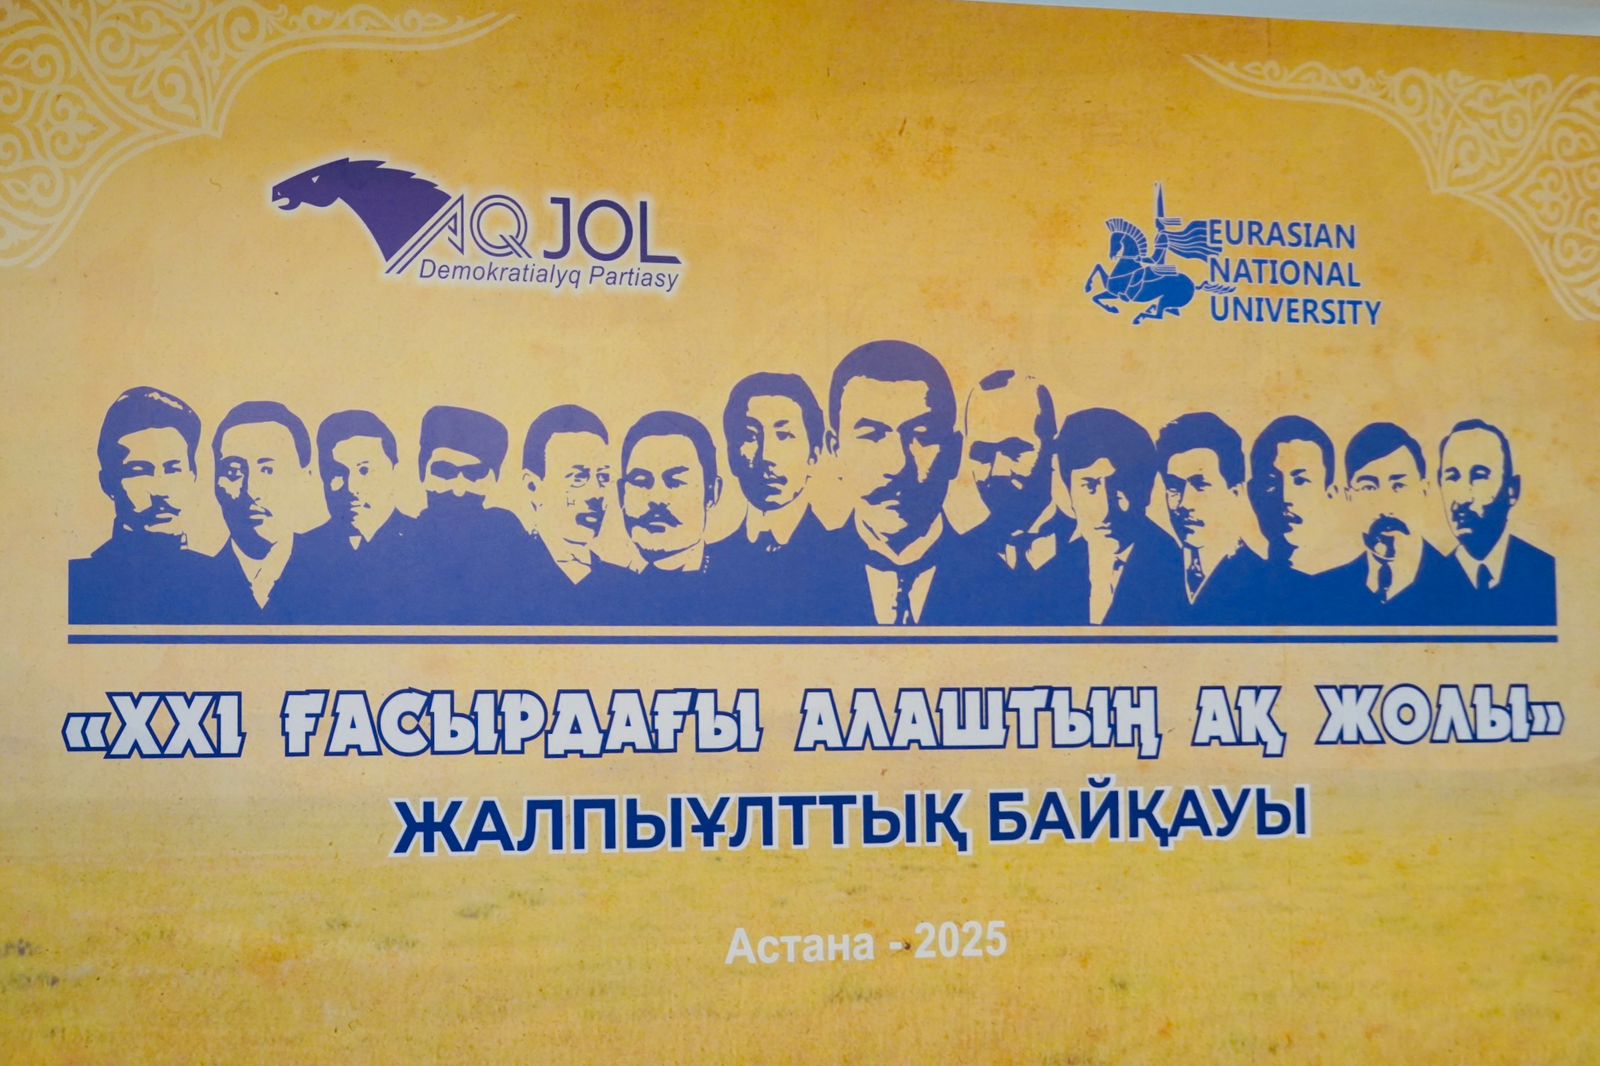 AQ JOL
Demokratialyq Partiasy
EURASIAN
NATIONAL
UNIVERSITY
«XXI ҒАСЫРДАҒЫ АЛАШТЫҢ АҚ ЖОЛЫ»
ЖАЛПЫҰЛТТЫҚ БАЙҚАУЫ
Астана - 2025